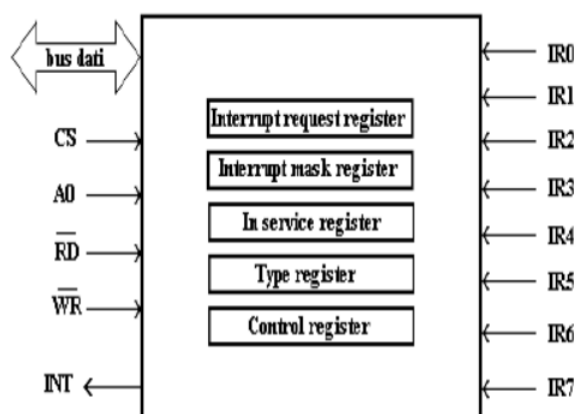 bus dati
CS
A0
RD
WR
INT
Interrupt request register
Interrupt mask register
In service register
Type register
Control register
IR0
IR1
IR2
IR3
IR4
IR5
IR6
IR7